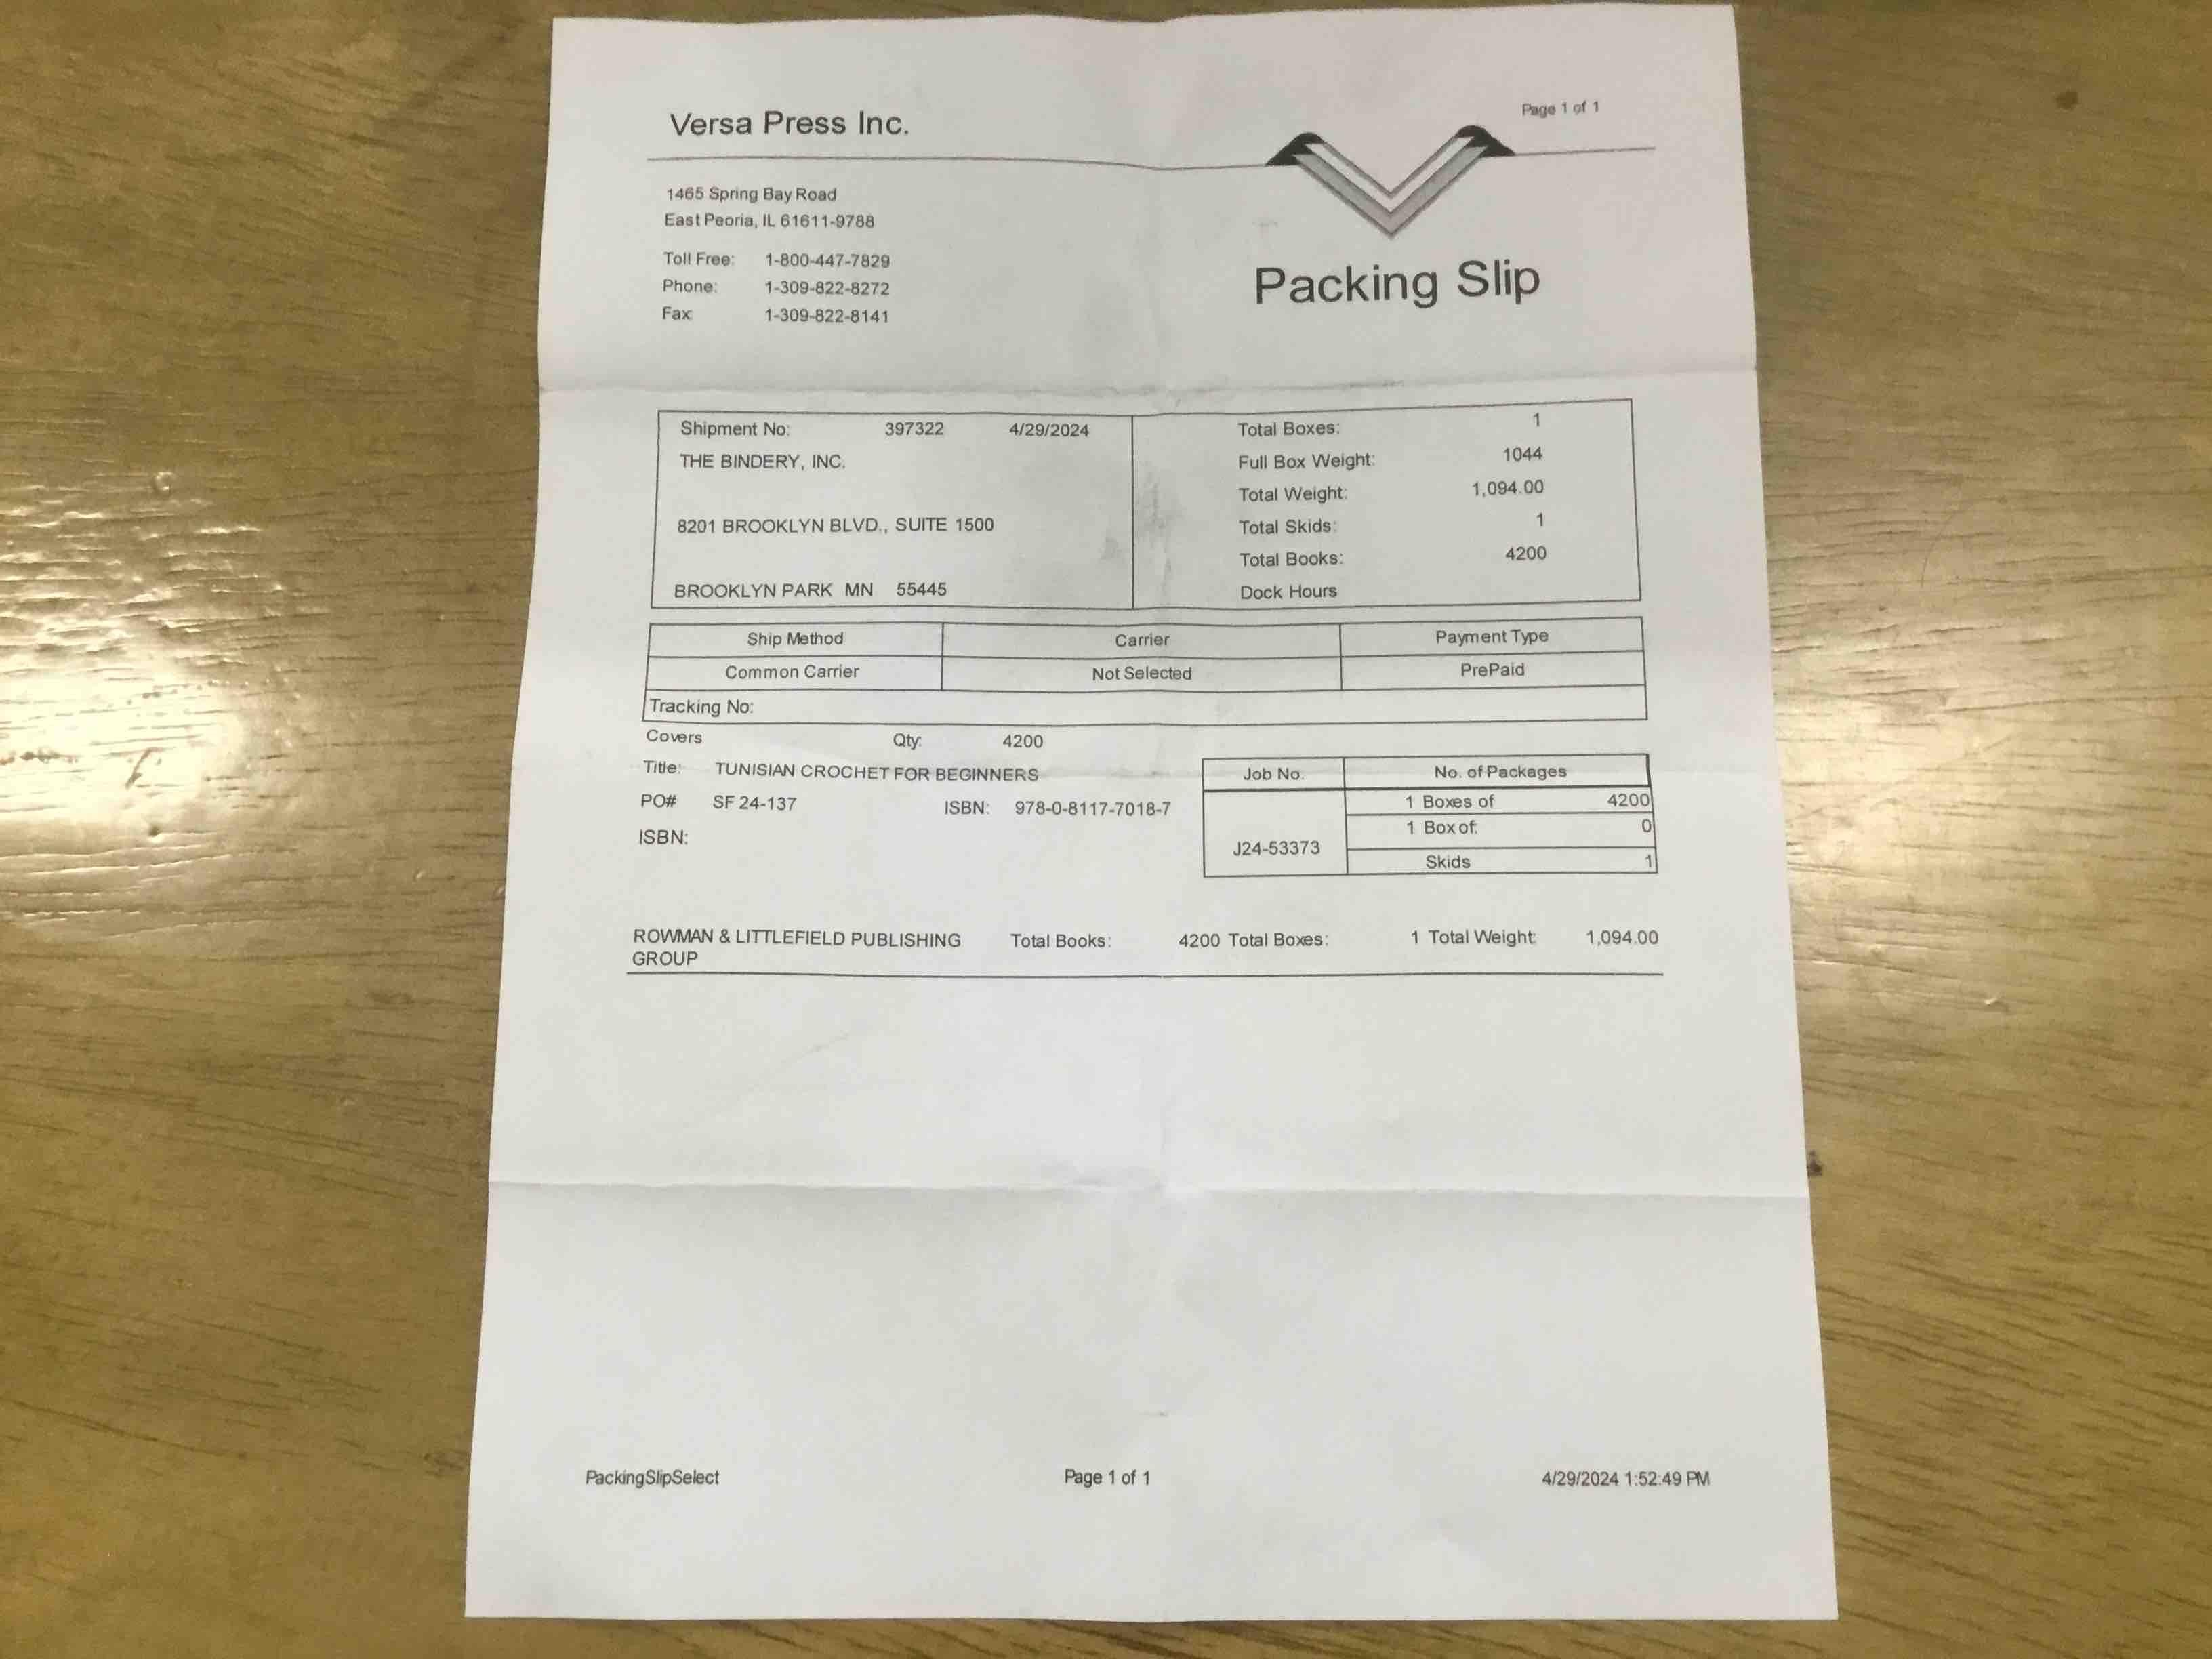 Page 1 of 1
Versa Press Inc.
1465 Spring Bay Road
East Peoria, IL 61611-9788
Toll Free: 1-800-447-7829
Phone: 1-309-822-8272
Fax: 1-309-822-8141
Packing Slip
Shipment No: 397322 4/29/2024
THE BINDERY, INC.
8201 BROOKLYN BLVD., SUITE 1500
BROOKLYN PARK MN 55445
Total Boxes: 1
Full Box Weight: 1044
Total Weight: 1,094.00
Total Skids: 1
Total Books: 4200
Dock Hours
Ship Method Carrier Payment Type
Common Carrier Not Selected PrePaid
Tracking No:
Covers Qty: 4200
Title: TUNISIAN CROCHET FOR BEGINNERS
PO# SF 24-137 ISBN: 978-0-8117-7018-7
ISBN:
Job No. No. of Packages
1 Boxes of 4200
1 Box of: 0
J24-53373
Skids 1
ROWMAN & LITTLEFIELD PUBLISHING Total Books: 4200 Total Boxes: 1 Total Weight: 1,094.00
GROUP
PackingSlipSelect Page 1 of 1 4/29/2024 1:52:49 PM